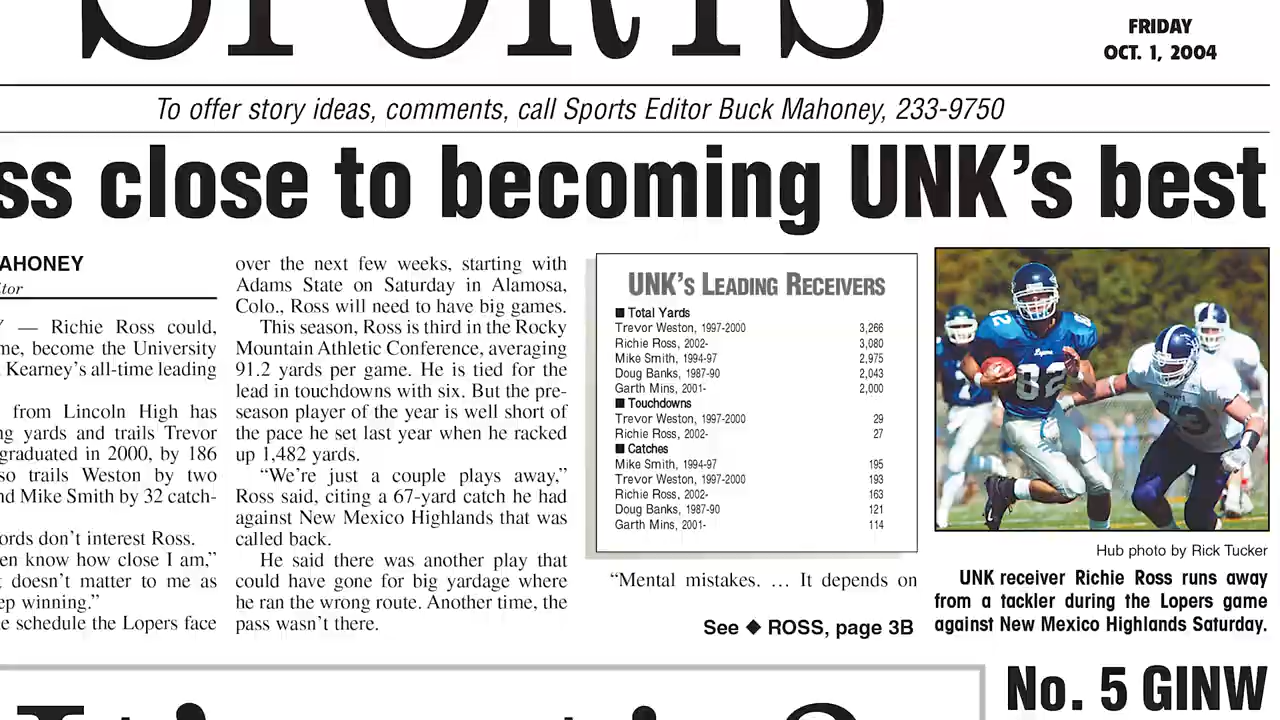 SPORTS
FRIDAY
OCT. 1, 2004
To offer story ideas, comments, call Sports Editor Buck Mahoney, 233-9750
ss close to becoming UNK's best
AHONEY
itor
Y — Richie Ross could,
me, become the University
Kearney's all-time leading
from Lincoln High has
ng yards and trails Trevor
graduated in 2000, by 186
so trails Weston by two
nd Mike Smith by 32 catch-
ords don't interest Ross.
en know how close I am,"
t doesn't matter to me as
ep winning."
e schedule the Lopers face
over the next few weeks, starting with
Adams State on Saturday in Alamosa,
Colo., Ross will need to have big games.
This season, Ross is third in the Rocky
Mountain Athletic Conference, averaging
91.2 yards per game. He is tied for the
lead in touchdowns with six. But the pre-
season player of the year is well short of
the pace he set last year when he racked
up 1,482 yards.
"We're just a couple plays away,"
Ross said, citing a 67-yard catch he had
against New Mexico Highlands that was
called back.
He said there was another play that
could have gone for big yardage where
he ran the wrong route. Another time, the
pass wasn't there.
UNK'S LEADING RECEIVERS
■ Total Yards
Trevor Weston, 1997-2000 3,266
Richie Ross, 2002- 3,080
Mike Smith, 1994-97 2,975
Doug Banks, 1987-90 2,043
Garth Mins, 2001- 2,000
■ Touchdowns
Trevor Weston, 1997-2000 29
Richie Ross, 2002- 27
■ Catches
Mike Smith, 1994-97 195
Trevor Weston, 1997-2000 193
Richie Ross, 2002- 163
Doug Banks, 1987-90 121
Garth Mins, 2001- 114
"Mental mistakes. … It depends on
See ◆ ROSS, page 3B
82
Hub photo by Rick Tucker
UNK receiver Richie Ross runs away
from a tackler during the Lopers game
against New Mexico Highlands Saturday.
No. 5 GINW